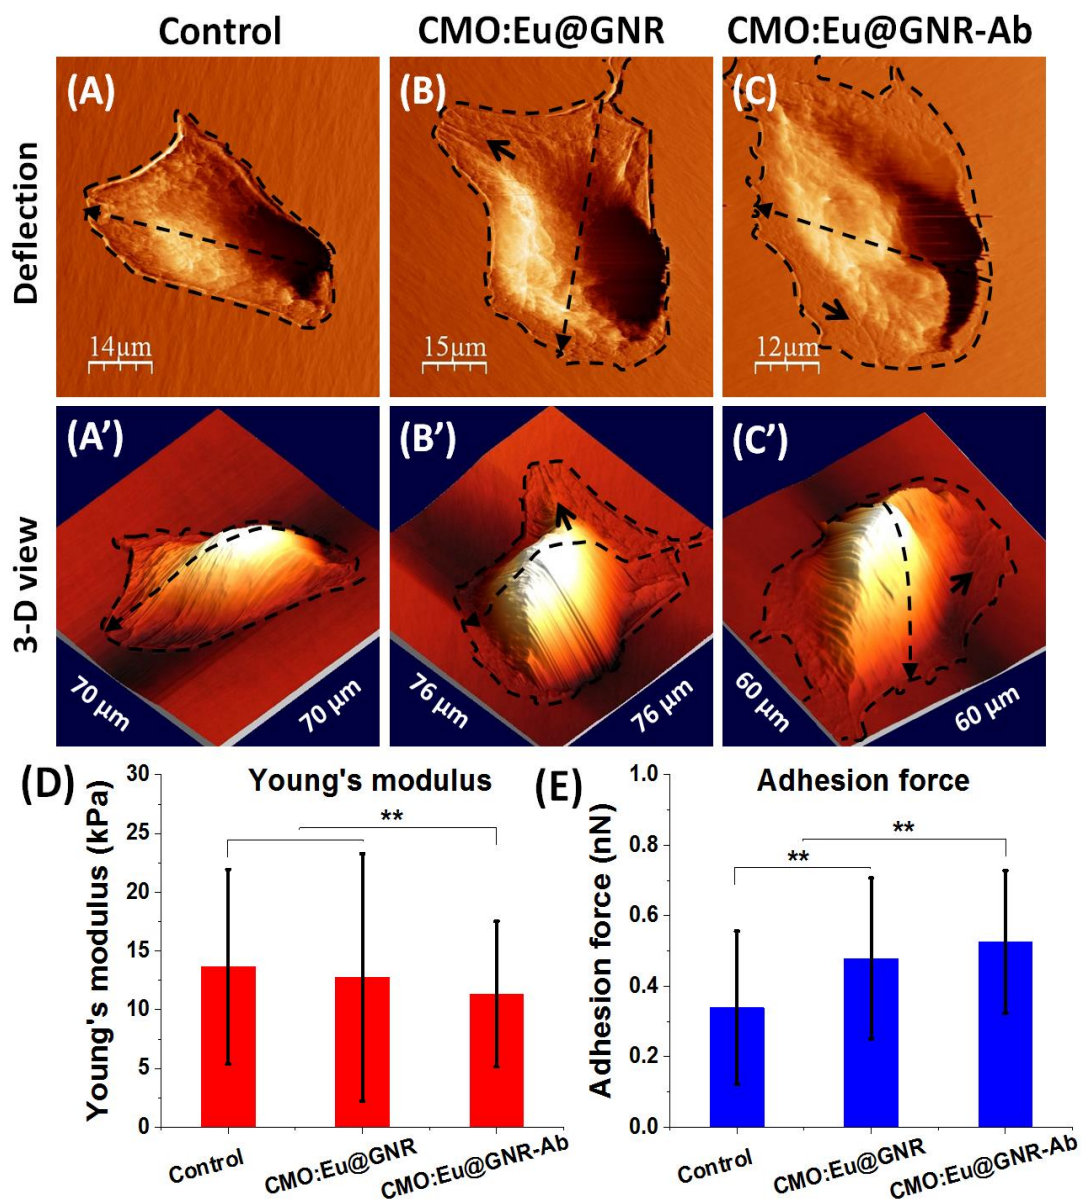 Control CMO:Eu@GNR CMO:Eu@GNR-Ab
Deflection
(A) (B) (C)
14μm 15μm 12μm
3-D view
(A') (B') (C')
70 μm 70 μm 76 μm 76 μm 60 μm 60 μm
(D)
Young's modulus
Young's modulus (kPa)
30
25
20
15
10
5
0
**
Control CMO:Eu@GNR CMO:Eu@GNR-Ab
(E)
Adhesion force
Adhesion force (nN)
1.0
0.8
0.6
0.4
0.2
0.0
**
**
Control CMO:Eu@GNR CMO:Eu@GNR-Ab